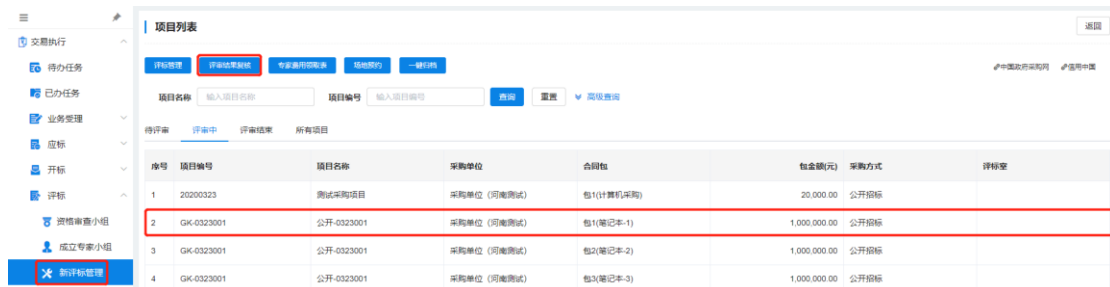 项目列表
返回
交易执行
待办任务
已办任务
业务受理
应标
开标
评标
资格审查小组
成立专家小组
新评标管理
评标管理 评审结果复核 专家费用领取表 场地预约 一键归档
中国政府采购网 信用中国
项目名称 输入项目名称 项目编号 输入项目编号 查询 重置 高级查询
待评审 评审中 评审结果 所有项目
序号 项目编号 项目名称 采购单位 合同包 包金额(元) 采购方式 评标室
1 20200323 测试采购项目 采购单位（河南测试） 包1(计算机采购) 20,000.00 公开招标
2 GK-0323001 公开-0323001 采购单位（河南测试） 包1(笔记本-1) 1,000,000.00 公开招标
3 GK-0323001 公开-0323001 采购单位（河南测试） 包2(笔记本-2) 1,000,000.00 公开招标
4 GK-0323001 公开-0323001 采购单位（河南测试） 包3(笔记本-3) 1,000,000.00 公开招标